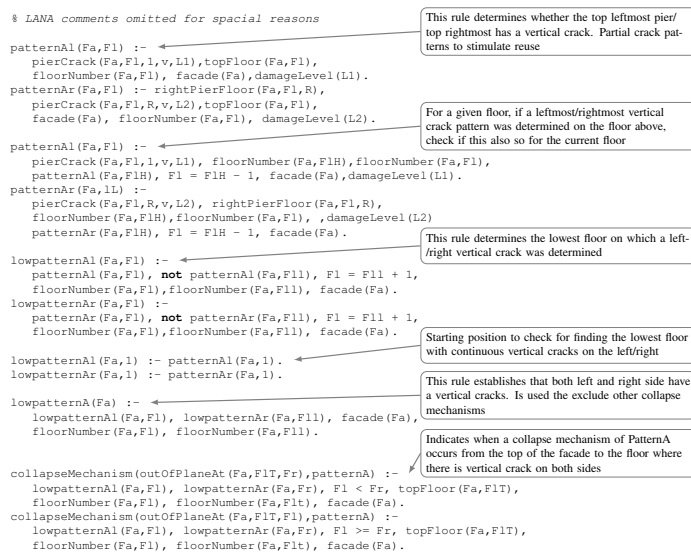 % LANA comments omitted for spacial reasons
This rule determines whether the top leftmost pier/
top rightmost has a vertical crack. Partial crack pat-
terns to stimulate reuse
patternAl(Fa,Fl) :-
pierCrack(Fa,Fl,1,v,L1),topFloor(Fa,Fl),
floorNumber(Fa,Fl), facade(Fa),damageLevel(L1).
patternAr(Fa,Fl) :- rightPierFloor(Fa,Fl,R),
pierCrack(Fa,Fl,R,v,L2),topFloor(Fa,Fl),
facade(Fa), floorNumber(Fa,Fl), damageLevel(L2).
For a given floor, if a leftmost/rightmost vertical
crack pattern was determined on the floor above,
check if this also so for the current floor
patternAl(Fa,Fl) :-
pierCrack(Fa,Fl,1,v,L1), floorNumber(Fa,FlH),floorNumber(Fa,Fl),
patternAl(Fa,FlH), Fl = FlH - 1, facade(Fa),damageLevel(L1).
patternAr(Fa,lL) :-
pierCrack(Fa,Fl,R,v,L2), rightPierFloor(Fa,Fl,R),
floorNumber(Fa,FlH),floorNumber(Fa,Fl), ,damageLevel(L2)
patternAr(Fa,FlH), Fl = FlH - 1, facade(Fa).
This rule determines the lowest floor on which a left-
/right vertical crack was determined
lowpatternAl(Fa,Fl) :-
patternAl(Fa,Fl), not patternAl(Fa,Fll), Fl = Fll + 1,
floorNumber(Fa,Fl),floorNumber(Fa,Fll), facade(Fa).
lowpatternAr(Fa,Fl) :-
patternAr(Fa,Fl), not patternAr(Fa,Fll), Fl = Fll + 1,
floorNumber(Fa,Fl),floorNumber(Fa,Fll), facade(Fa).
Starting position to check for finding the lowest floor
with continuous vertical cracks on the left/right
lowpatternAl(Fa,1) :- patternAl(Fa,1).
lowpatternAr(Fa,1) :- patternAr(Fa,1).
This rule establishes that both left and right side have
a vertical cracks. Is used the exclude other collapse
mechanisms
lowpatternA(Fa) :-
lowpatternAl(Fa,Fl), lowpatternAr(Fa,Fll), facade(Fa),
floorNumber(Fa,Fl), floorNumber(Fa,Fll).
Indicates when a collapse mechanism of PatternA
occurs from the top of the facade to the floor where
there is vertical crack on both sides
collapseMechanism(outOfPlaneAt(Fa,FlT,Fr),patternA) :-
lowpatternAl(Fa,Fl), lowpatternAr(Fa,Fr), Fl < Fr, topFloor(Fa,FlT),
floorNumber(Fa,Fl), floorNumber(Fa,Flt), facade(Fa).
collapseMechanism(outOfPlaneAt(Fa,FlT,Fl),patternA) :-
lowpatternAl(Fa,Fl), lowpatternAr(Fa,Fr), Fl >= Fr, topFloor(Fa,FlT),
floorNumber(Fa,Fl), floorNumber(Fa,Flt), facade(Fa).